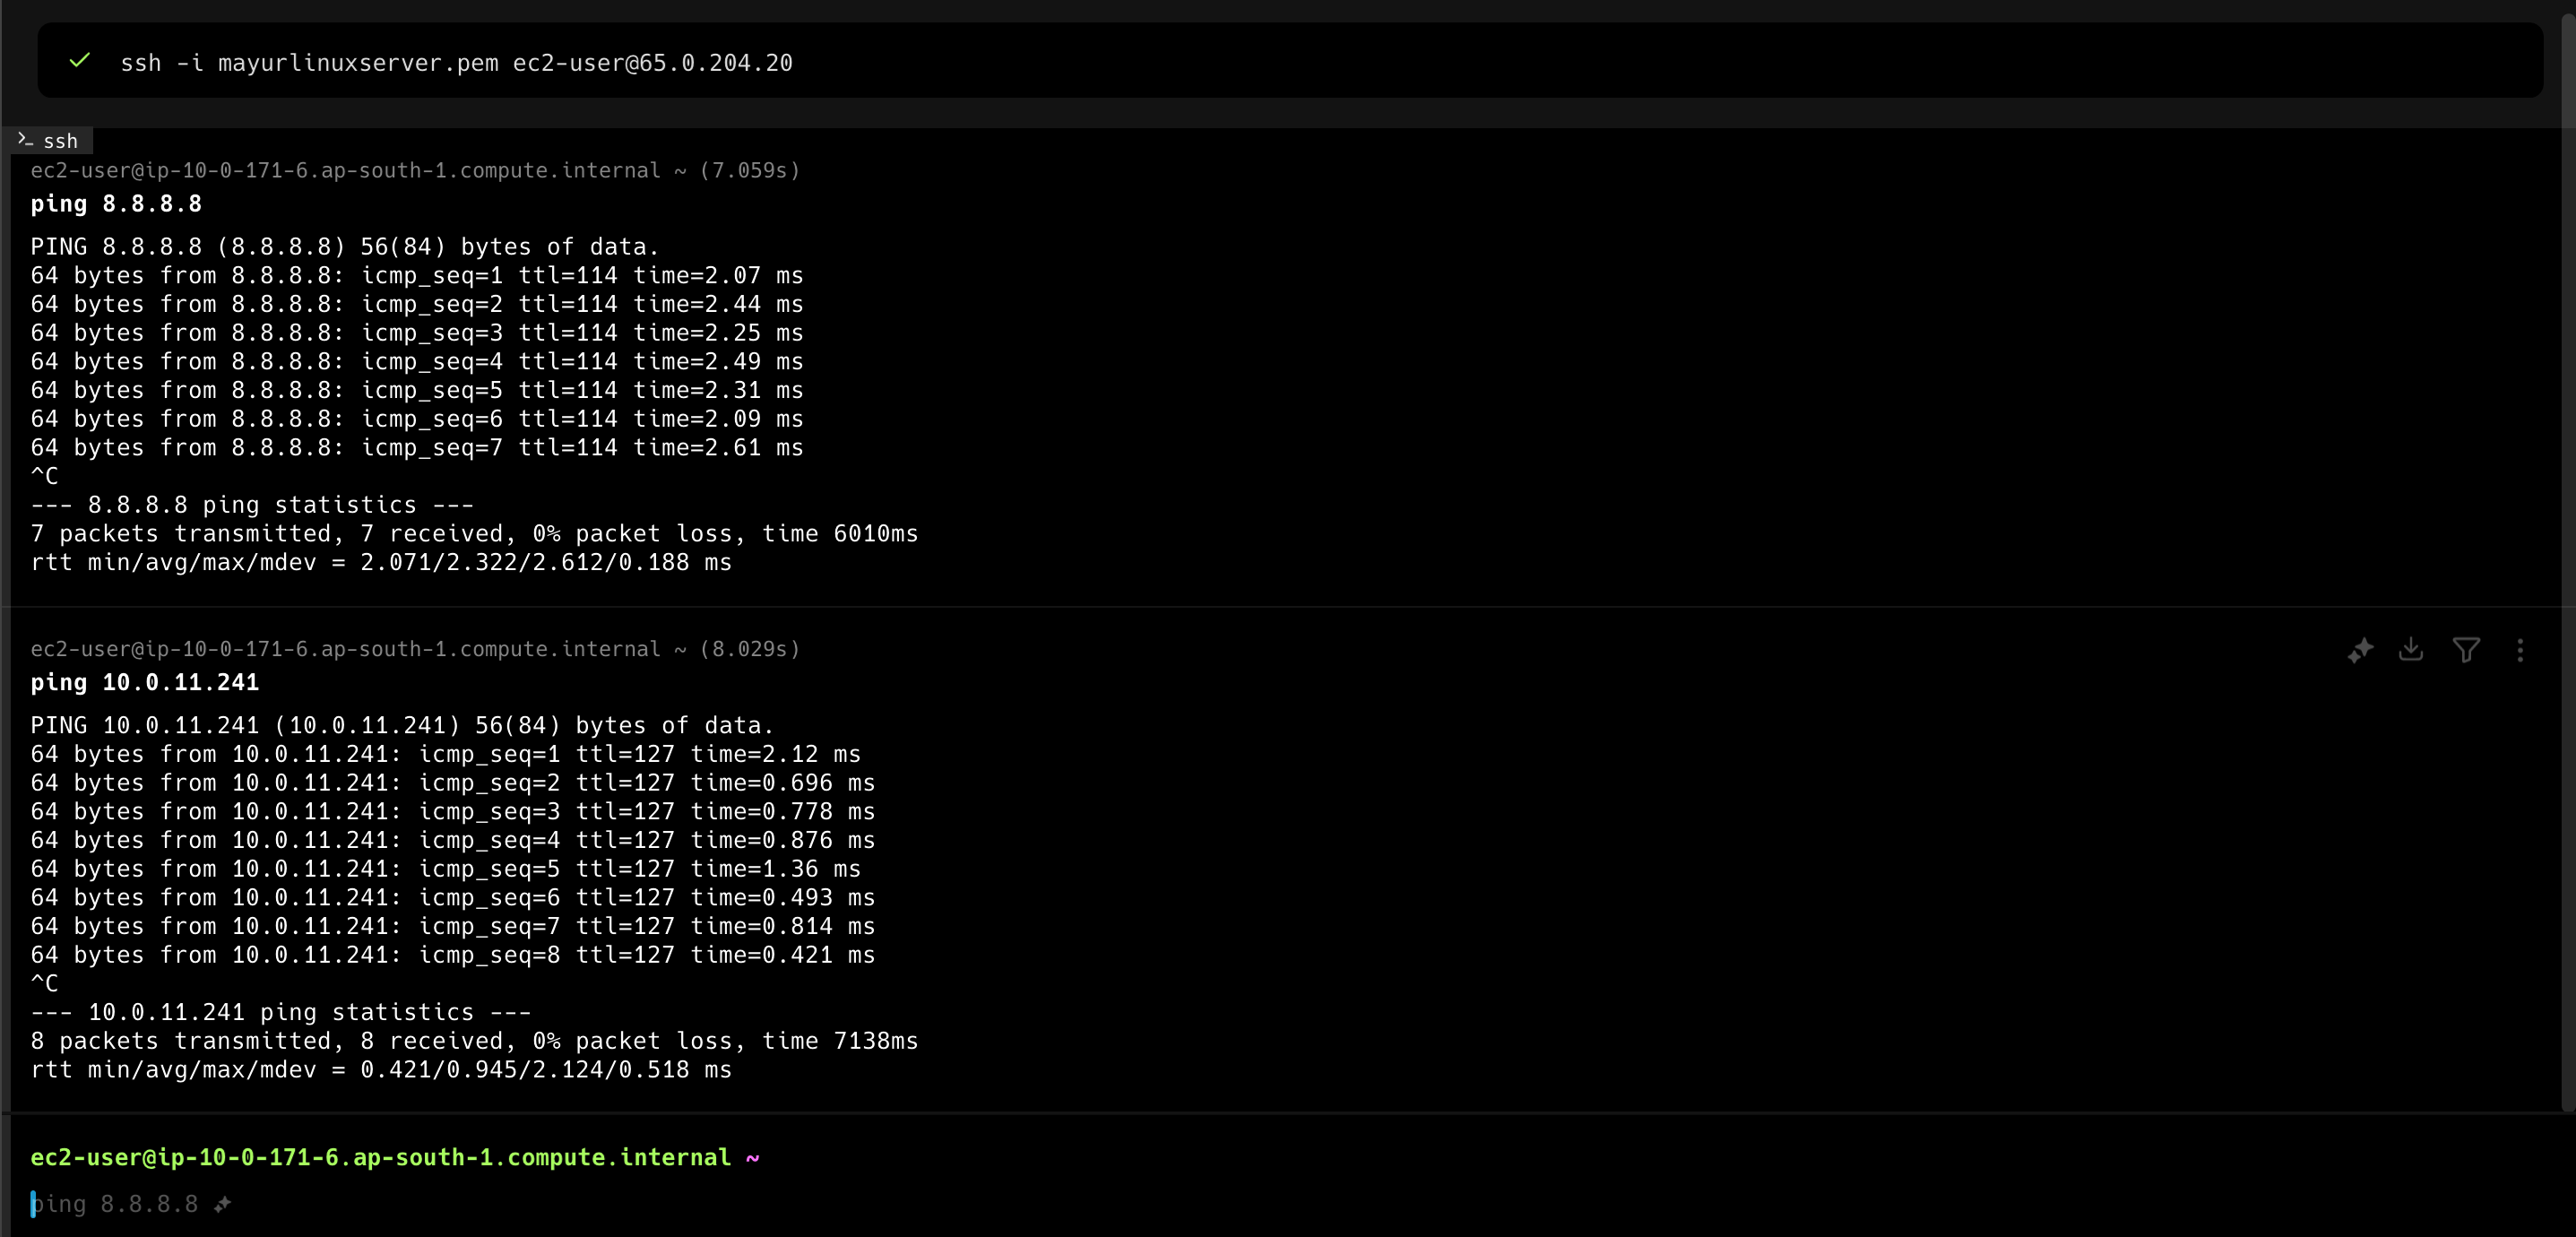 ssh -i mayurlinuxserver.pem ec2-user@65.0.204.20
ssh
ec2-user@ip-10-0-171-6.ap-south-1.compute.internal ~ (7.059s)
ping 8.8.8.8
PING 8.8.8.8 (8.8.8.8) 56(84) bytes of data.
64 bytes from 8.8.8.8: icmp_seq=1 ttl=114 time=2.07 ms
64 bytes from 8.8.8.8: icmp_seq=2 ttl=114 time=2.44 ms
64 bytes from 8.8.8.8: icmp_seq=3 ttl=114 time=2.25 ms
64 bytes from 8.8.8.8: icmp_seq=4 ttl=114 time=2.49 ms
64 bytes from 8.8.8.8: icmp_seq=5 ttl=114 time=2.31 ms
64 bytes from 8.8.8.8: icmp_seq=6 ttl=114 time=2.09 ms
64 bytes from 8.8.8.8: icmp_seq=7 ttl=114 time=2.61 ms
^C
--- 8.8.8.8 ping statistics ---
7 packets transmitted, 7 received, 0% packet loss, time 6010ms
rtt min/avg/max/mdev = 2.071/2.322/2.612/0.188 ms
ec2-user@ip-10-0-171-6.ap-south-1.compute.internal ~ (8.029s)
ping 10.0.11.241
PING 10.0.11.241 (10.0.11.241) 56(84) bytes of data.
64 bytes from 10.0.11.241: icmp_seq=1 ttl=127 time=2.12 ms
64 bytes from 10.0.11.241: icmp_seq=2 ttl=127 time=0.696 ms
64 bytes from 10.0.11.241: icmp_seq=3 ttl=127 time=0.778 ms
64 bytes from 10.0.11.241: icmp_seq=4 ttl=127 time=0.876 ms
64 bytes from 10.0.11.241: icmp_seq=5 ttl=127 time=1.36 ms
64 bytes from 10.0.11.241: icmp_seq=6 ttl=127 time=0.493 ms
64 bytes from 10.0.11.241: icmp_seq=7 ttl=127 time=0.814 ms
64 bytes from 10.0.11.241: icmp_seq=8 ttl=127 time=0.421 ms
^C
--- 10.0.11.241 ping statistics ---
8 packets transmitted, 8 received, 0% packet loss, time 7138ms
rtt min/avg/max/mdev = 0.421/0.945/2.124/0.518 ms
ec2-user@ip-10-0-171-6.ap-south-1.compute.internal ~
ping 8.8.8.8